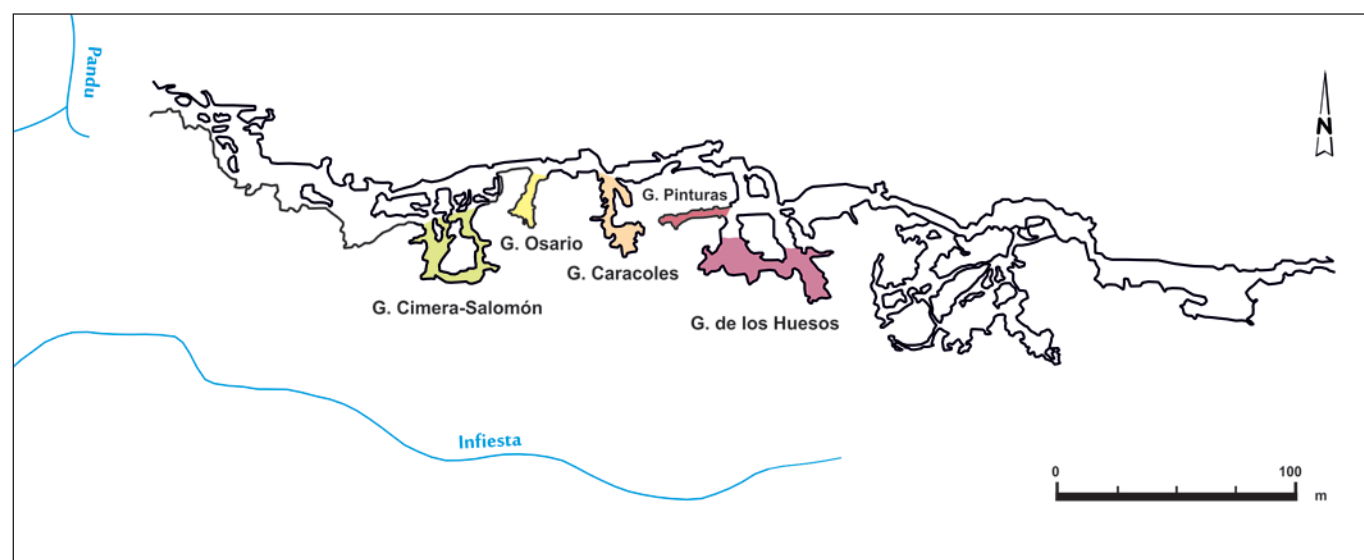 Pandu
N
G. Pinturas
G. Osario
G. Caracoles
G. Cimera-Salomón
G. de los Huesos
Infiesta
0 100
m